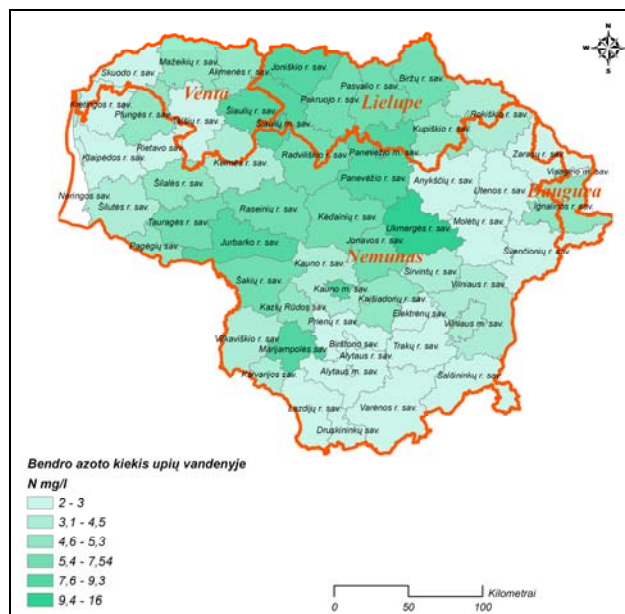 N
W E
S
Skuodo r. sav.
Mažeikių r. sav.
Akmenės r. sav.
Joniškio r. sav.
Pasvalio r. sav.
Biržų r. sav.
Venta
Lielupe
Kretingos r. sav.
Plungės r. sav.
Telšių r. sav.
Šiaulių r. sav.
Šiaulių m. sav.
Pakruojo r. sav.
Rokiškio r. sav.
Kupiškio r. sav.
Rietavo sav.
Klaipėdos r. sav.
Kelmės r. sav.
Radviliškio r. sav.
Panevėžio m. sav.
Panevėžio r. sav.
Anykščių r. sav.
Zarasų r. sav.
Visagino m. sav.
Utenos r. sav.
Ignalinos r. sav.
Neringos sav.
Šilalės r. sav.
Šilutės r. sav.
Tauragės r. sav.
Raseinių r. sav.
Kėdainių r. sav.
Ukmergės r. sav.
Molėtų r. sav.
Švenčionių r. sav.
Pagėgių sav.
Jurbarko r. sav.
Jonavos r. sav.
Nemunas
Kauno r. sav.
Širvintų r. sav.
Šakių r. sav.
Kauno m. sav.
Kaišiadorių r. sav.
Vilniaus r. sav.
Kazlų Rūdos sav.
Elektrėnų sav.
Prienų r. sav.
Vilniaus m. sav.
Vilkaviškio r. sav.
Marijampolės sav.
Birštono sav.
Trakų r. sav.
Alytaus r. sav.
Kalvarijos sav.
Alytaus m. sav.
Šalčininkų r. sav.
Lazdijų r. sav.
Varėnos r. sav.
Druskininkų sav.
Bendro azoto kiekis upių vandenyje
N mg/l
2 - 3
3,1 - 4,5
4,6 - 5,3
5,4 - 7,54
7,6 - 9,3
9,4 - 16
Kilometrai
0 50 100